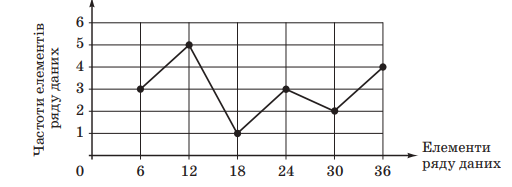 Частоти елементів
ряду даних
6
5
4
3
2
1
0 6 12 18 24 30 36
Елементи
ряду даних